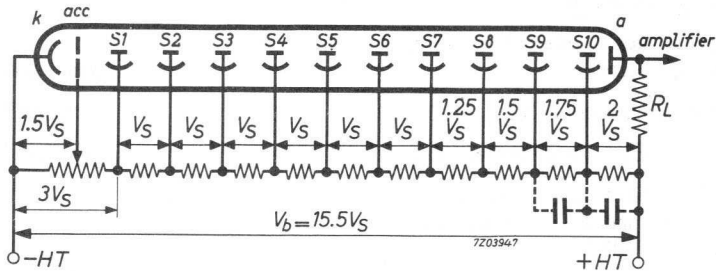 k acc a
S1 S2 S3 S4 S5 S6 S7 S8 S9 S10 amplifier
R_L
1.5V_S V_S V_S V_S V_S V_S V_S 1.25 V_S 1.5 V_S 1.75 V_S 2 V_S
3V_S
V_b=15.5V_S
7Z03947
-HT +HT